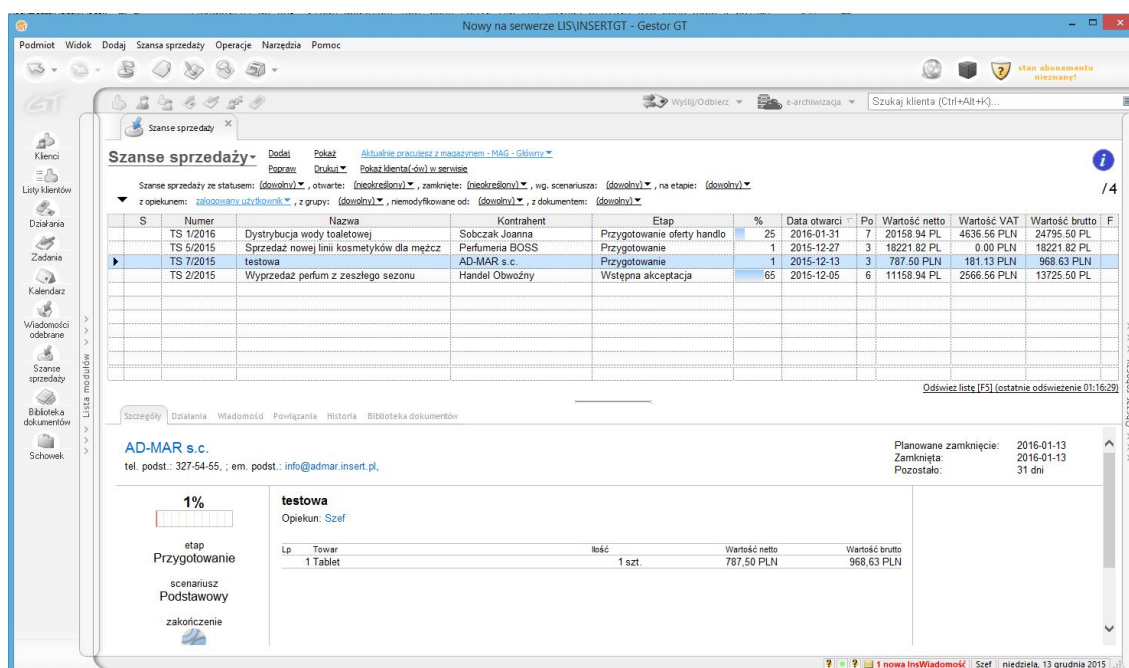 Nowy na serwerze LIS\INSERTGT - Gestor GT
Podmiot Widok Dodaj Szansa sprzedaży Operacje Narzędzia Pomoc
stan abonamentu
nieznany!
GT
Wyślij/Odbierz
e-archiwizacja
Szukaj klienta (Ctrl+Alt+K)...
Szanse sprzedaży
Klienci
Listy klientów
Działania
Zadania
Kalendarz
Wiadomości
odebrane
Szanse
sprzedaży
Biblioteka
dokumentów
Schowek
Lista modułów
Szanse sprzedaży
Dodaj Pokaż Aktualnie pracujesz z magazynem - MAG - Główny
Popraw Drukuj Pokaż klienta(-ów) w serwisie
Szanse sprzedaży ze statusem: (dowolny) , otwarte: (nieokreślony) , zamknięte: (nieokreślony) , wg. scenariusza: (dowolny) , na etapie: (dowolny)
/4
z opiekunem: zalogowany użytkownik , z grupy: (dowolny) , niemodyfikowane od: (dowolny) , z dokumentem: (dowolny)
S Numer Nazwa Kontrahent Etap % Data otwarci Po Wartość netto Wartość VAT Wartość brutto F
TS 1/2016 Dystrybucja wody toaletowej Sobczak Joanna Przygotowanie oferty handlo 25 2016-01-31 7 20158.94 PL 4636.56 PLN 24795.50 PL
TS 5/2015 Sprzedaż nowej linii kosmetyków dla mężcz Perfumeria BOSS Przygotowanie 1 2015-12-27 3 18221.82 PL 0.00 PLN 18221.82 PL
TS 7/2015 testowa AD-MAR s.c. Przygotowanie 1 2015-12-13 3 787.50 PLN 181.13 PLN 968.63 PLN
TS 2/2015 Wyprzedaż perfum z zeszłego sezonu Handel Obwoźny Wstępna akceptacja 65 2015-12-05 6 11158.94 PL 2566.56 PLN 13725.50 PL
Odśwież listę [F5] (ostatnie odświeżenie 01:16:29)
Obszar roboczy
Szczegóły Działania Wiadomość Powiązania Historia Biblioteka dokumentów
AD-MAR s.c.
tel. podst.: 327-54-55, ; em. podst.: info@admar.insert.pl,
Planowane zamknięcie: 2016-01-13
Zamknięta: 2016-01-13
Pozostało: 31 dni
1%
etap
Przygotowanie
scenariusz
Podstawowy
zakończenie
testowa
Opiekun: Szef
Lp Towar Ilość Wartość netto Wartość brutto
1 Tablet 1 szt. 787,50 PLN 968,63 PLN
1 nowa InsWiadomość Szef niedziela, 13 grudnia 2015